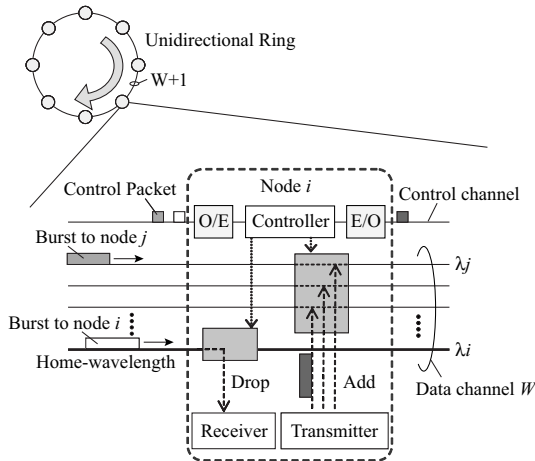 Unidirectional Ring
W+1
Node i
Control Packet
O/E
Controller
E/O
Control channel
Burst to node j
λj
Burst to node i
Home-wavelength
λi
Drop
Add
Data channel W
Receiver
Transmitter